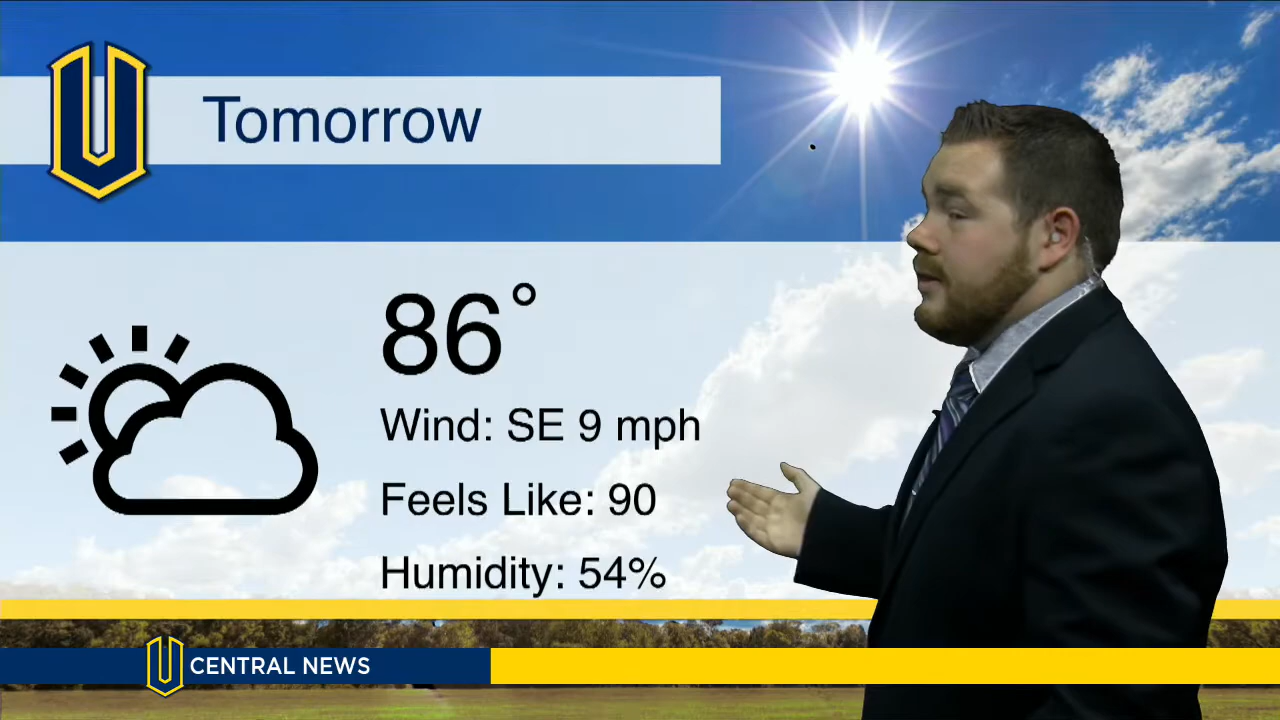 Tomorrow
86°
Wind: SE 9 mph
Feels Like: 90
Humidity: 54%
CENTRAL NEWS